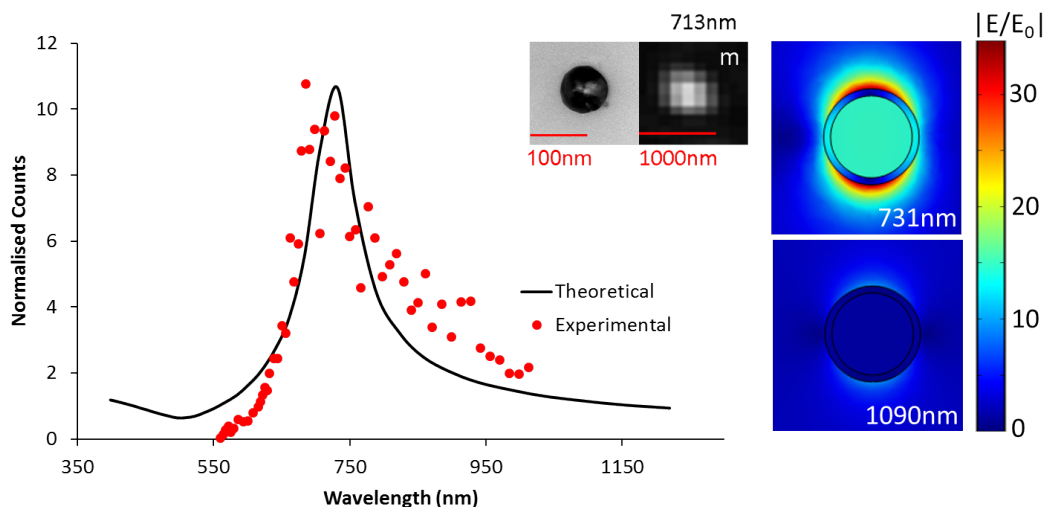 12
10
8
6
4
2
0
Normalised Counts
350
550
750
950
1150
Wavelength (nm)
Theoretical
Experimental
713nm
m
100nm
1000nm
731nm
1090nm
|E/E₀|
30
20
10
0